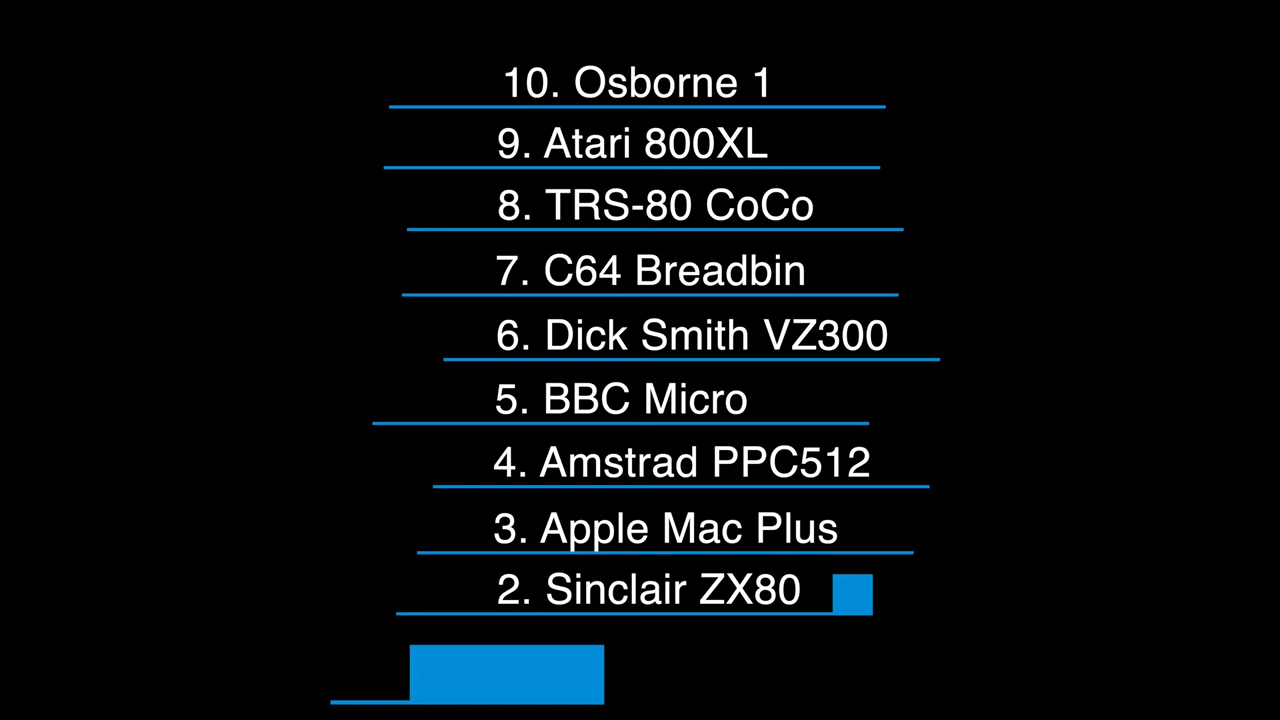 10. Osborne 1
9. Atari 800XL
8. TRS-80 CoCo
7. C64 Breadbin
6. Dick Smith VZ300
5. BBC Micro
4. Amstrad PPC512
3. Apple Mac Plus
2. Sinclair ZX80